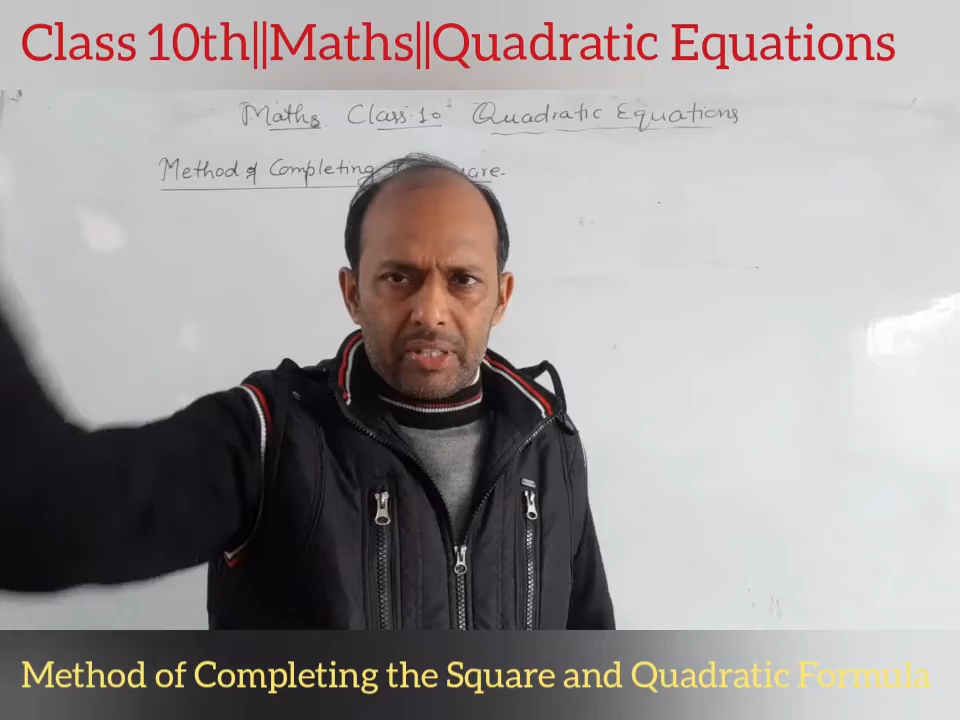 Class 10th||Maths||Quadratic Equations
Maths. Class:10 Quadratic Equations
Method of Completing
Method of Completing the Square and Quadratic Formula